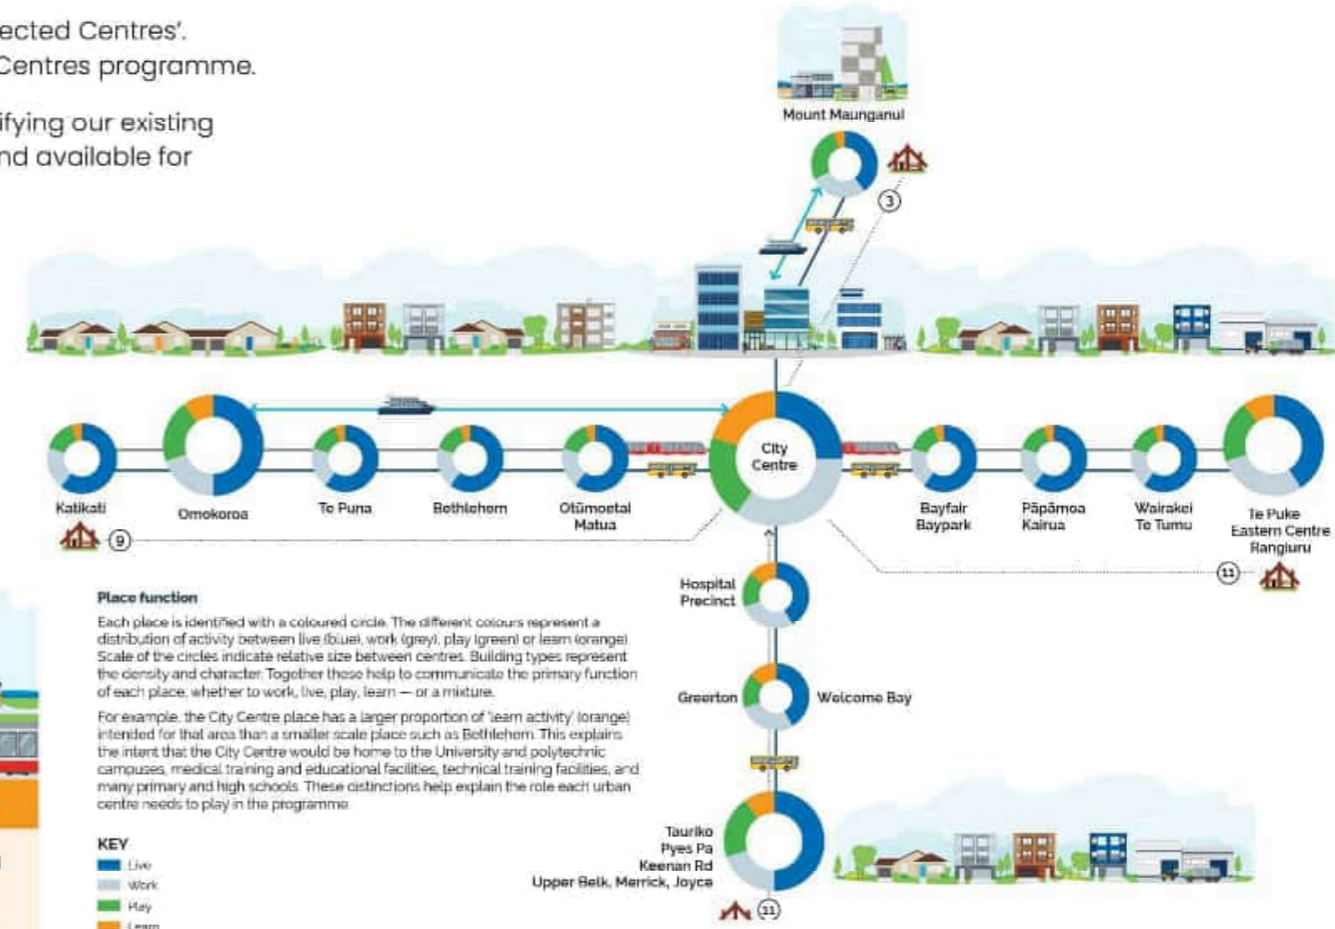 ected Centres’.
Centres programme.
ifying our existing
nd available for
Mount Maunganui
3
City
Centre
Katikati
Omokoroa
Te Puna
Bethlehem
Otūmoetai
Matua
Bayfair
Baypark
Pāpāmoa
Kairua
Wairakei
Te Tumu
Te Puke
Eastern Centre
Rangiuru
9
11
Hospital
Precinct
Greerton
Welcome Bay
Tauriko
Pyes Pa
Keenan Rd
Upper Belk, Merrick, Joyce
11
Place function
Each place is identified with a coloured circle. The different colours represent a
distribution of activity between live (blue), work (grey), play (green) or learn (orange).
Scale of the circles indicate relative size between centres. Building types represent
the density and character. Together these help to communicate the primary function
of each place, whether to work, live, play, learn — or a mixture.
For example, the City Centre place has a larger proportion of ‘learn activity’ (orange)
intended for that area than a smaller scale place such as Bethlehem. This explains
the intent that the City Centre would be home to the University and polytechnic
campuses, medical training and educational facilities, technical training facilities, and
many primary and high schools. These distinctions help explain the role each urban
centre needs to play in the programme.
KEY
Live
Work
Play
Learn